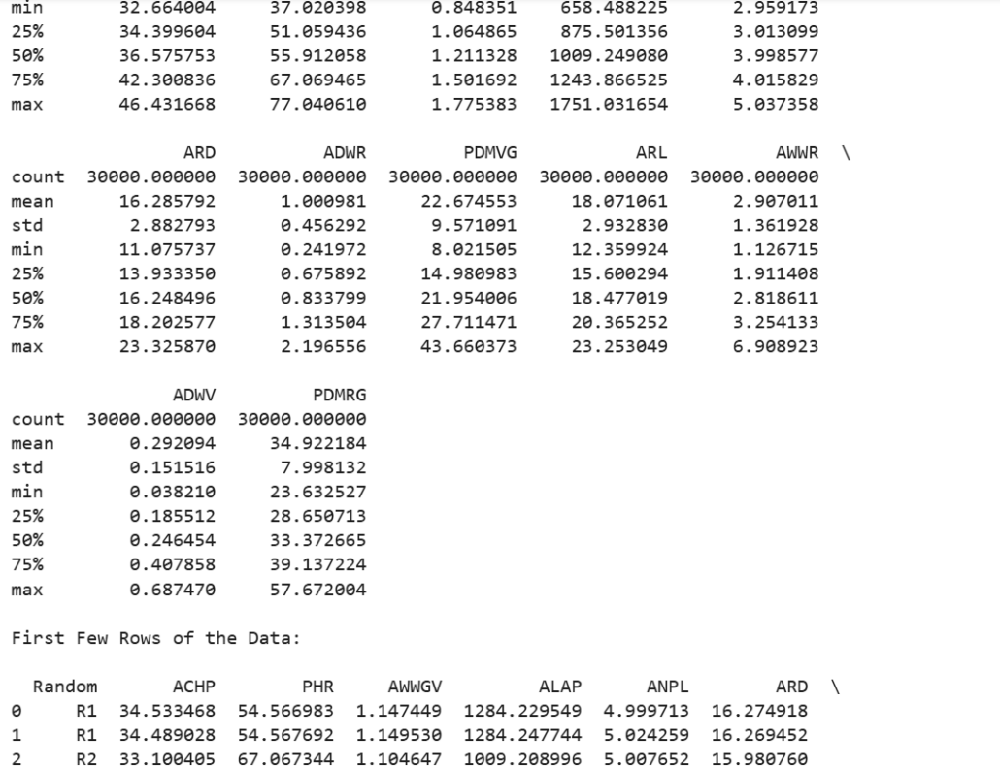 min 32.664004 37.020398 0.848351 658.488225 2.959173
25% 34.399604 51.059436 1.064865 875.501356 3.013099
50% 36.575753 55.912058 1.211328 1009.249080 3.998577
75% 42.300836 67.069465 1.501692 1243.866525 4.015829
max 46.431668 77.040610 1.775383 1751.031654 5.037358
ARD ADWR PDMVG ARL AWWR \
count 30000.000000 30000.000000 30000.000000 30000.000000 30000.000000
mean 16.285792 1.000981 22.674553 18.071061 2.907011
std 2.882793 0.456292 9.571091 2.932830 1.361928
min 11.075737 0.241972 8.021505 12.359924 1.126715
25% 13.933350 0.675892 14.980983 15.600294 1.911408
50% 16.248496 0.833799 21.954006 18.477019 2.818611
75% 18.202577 1.313504 27.711471 20.365252 3.254133
max 23.325870 2.196556 43.660373 23.253049 6.908923
ADWV PDMRG
count 30000.000000 30000.000000
mean 0.292094 34.922184
std 0.151516 7.998132
min 0.038210 23.632527
25% 0.185512 28.650713
50% 0.246454 33.372665
75% 0.407858 39.137224
max 0.687470 57.672004
First Few Rows of the Data:
Random ACHP PHR AWWGV ALAP ANPL ARD \
0 R1 34.533468 54.566983 1.147449 1284.229549 4.999713 16.274918
1 R1 34.489028 54.567692 1.149530 1284.247744 5.024259 16.269452
2 R2 33.100405 67.067344 1.104647 1009.208996 5.007652 15.980760